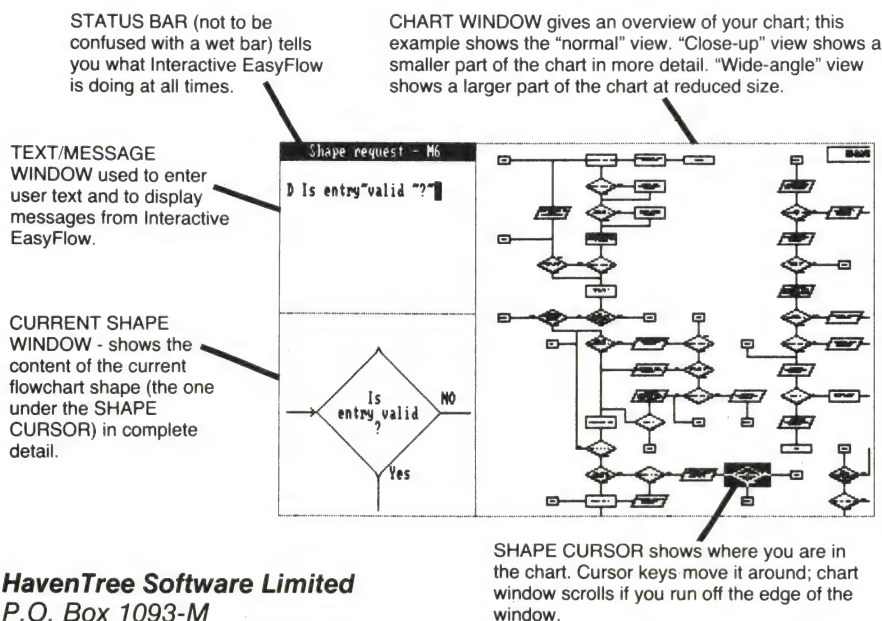 STATUS BAR (not to be
confused with a wet bar) tells
you what Interactive EasyFlow
is doing at all times.
CHART WINDOW gives an overview of your chart; this
example shows the “normal” view. “Close-up” view shows a
smaller part of the chart in more detail. “Wide-angle” view
shows a larger part of the chart at reduced size.
TEXT/MESSAGE
WINDOW used to enter
user text and to display
messages from Interactive
EasyFlow.
Shape request - M6
D Is entry~valid ~?~
CURRENT SHAPE
WINDOW - shows the
content of the current
flowchart shape (the one
under the SHAPE
CURSOR) in complete
detail.
Is
entry valid
?
NO
Yes
SHAPE CURSOR shows where you are in
the chart. Cursor keys move it around; chart
window scrolls if you run off the edge of the
window.
HavenTree Software Limited
P.O. Box 1093-M